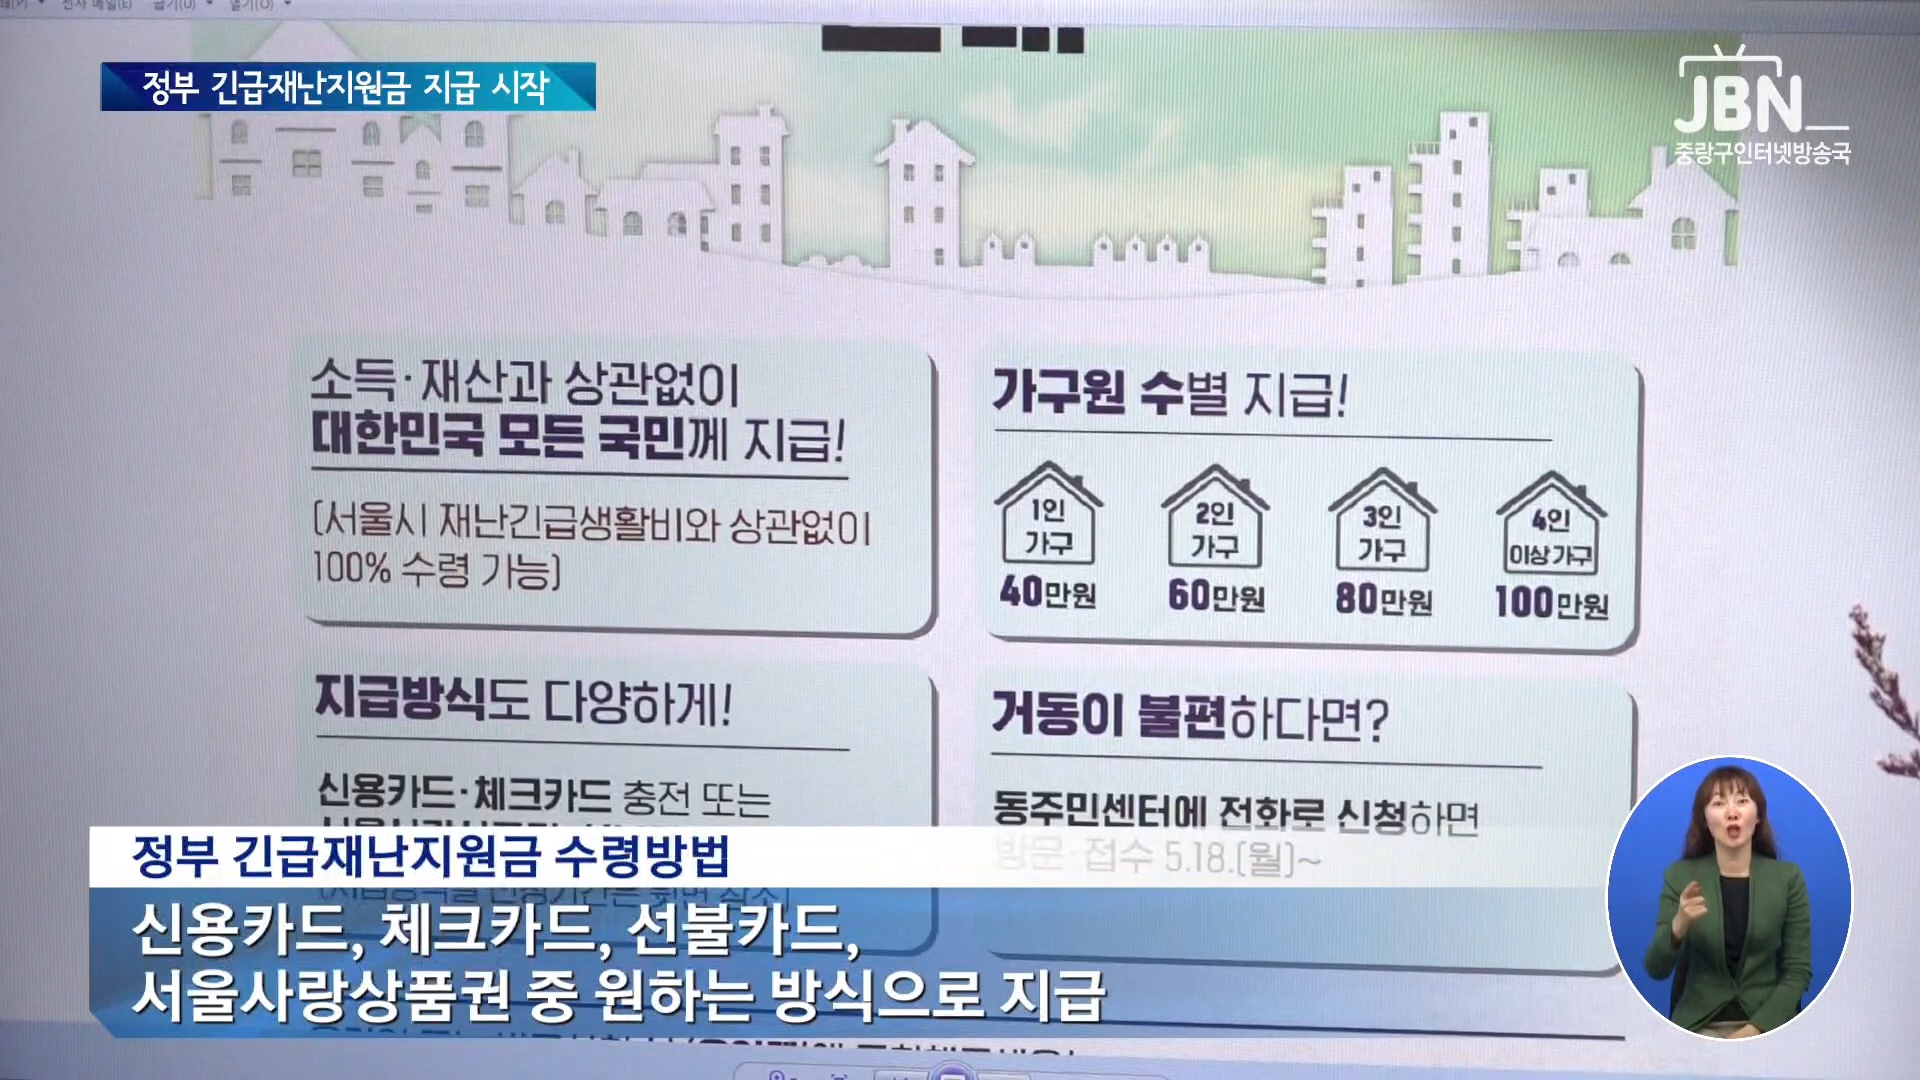 정부 긴급재난지원금 지급 시작
JBN
중랑구인터넷방송국
소득·재산과 상관없이
대한민국 모든 국민께 지급!
(서울시 재난긴급생활비와 상관없이
100% 수령 가능)
가구원 수별 지급!
1인
가구
40만원
2인
가구
60만원
3인
가구
80만원
4인
이상 가구
100만원
지급방식도 다양하게!
신용카드·체크카드 충전 또는
거동이 불편하다면?
동주민센터에 전화로 신청하면
방문·접수 5.18.(월)~
정부 긴급재난지원금 수령방법
신용카드, 체크카드, 선불카드,
서울사랑상품권 중 원하는 방식으로 지급